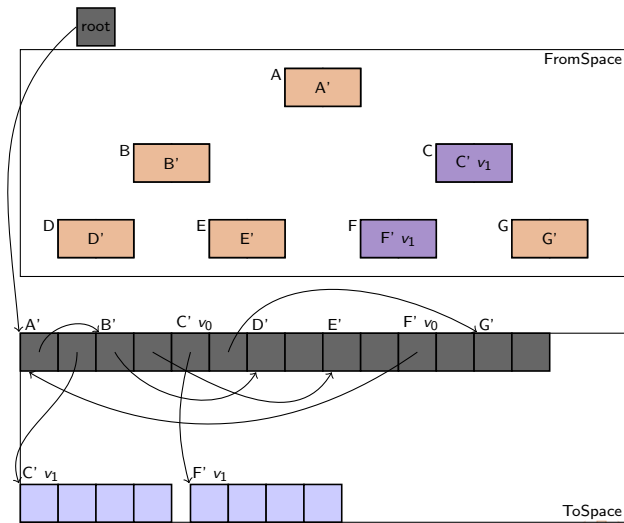 root
FromSpace
A A'
B B' C C' v₁
D D' E E' F F' v₁ G G'
A' B' C' v₀ D' E' F' v₀ G'
C' v₁ F' v₁
ToSpace